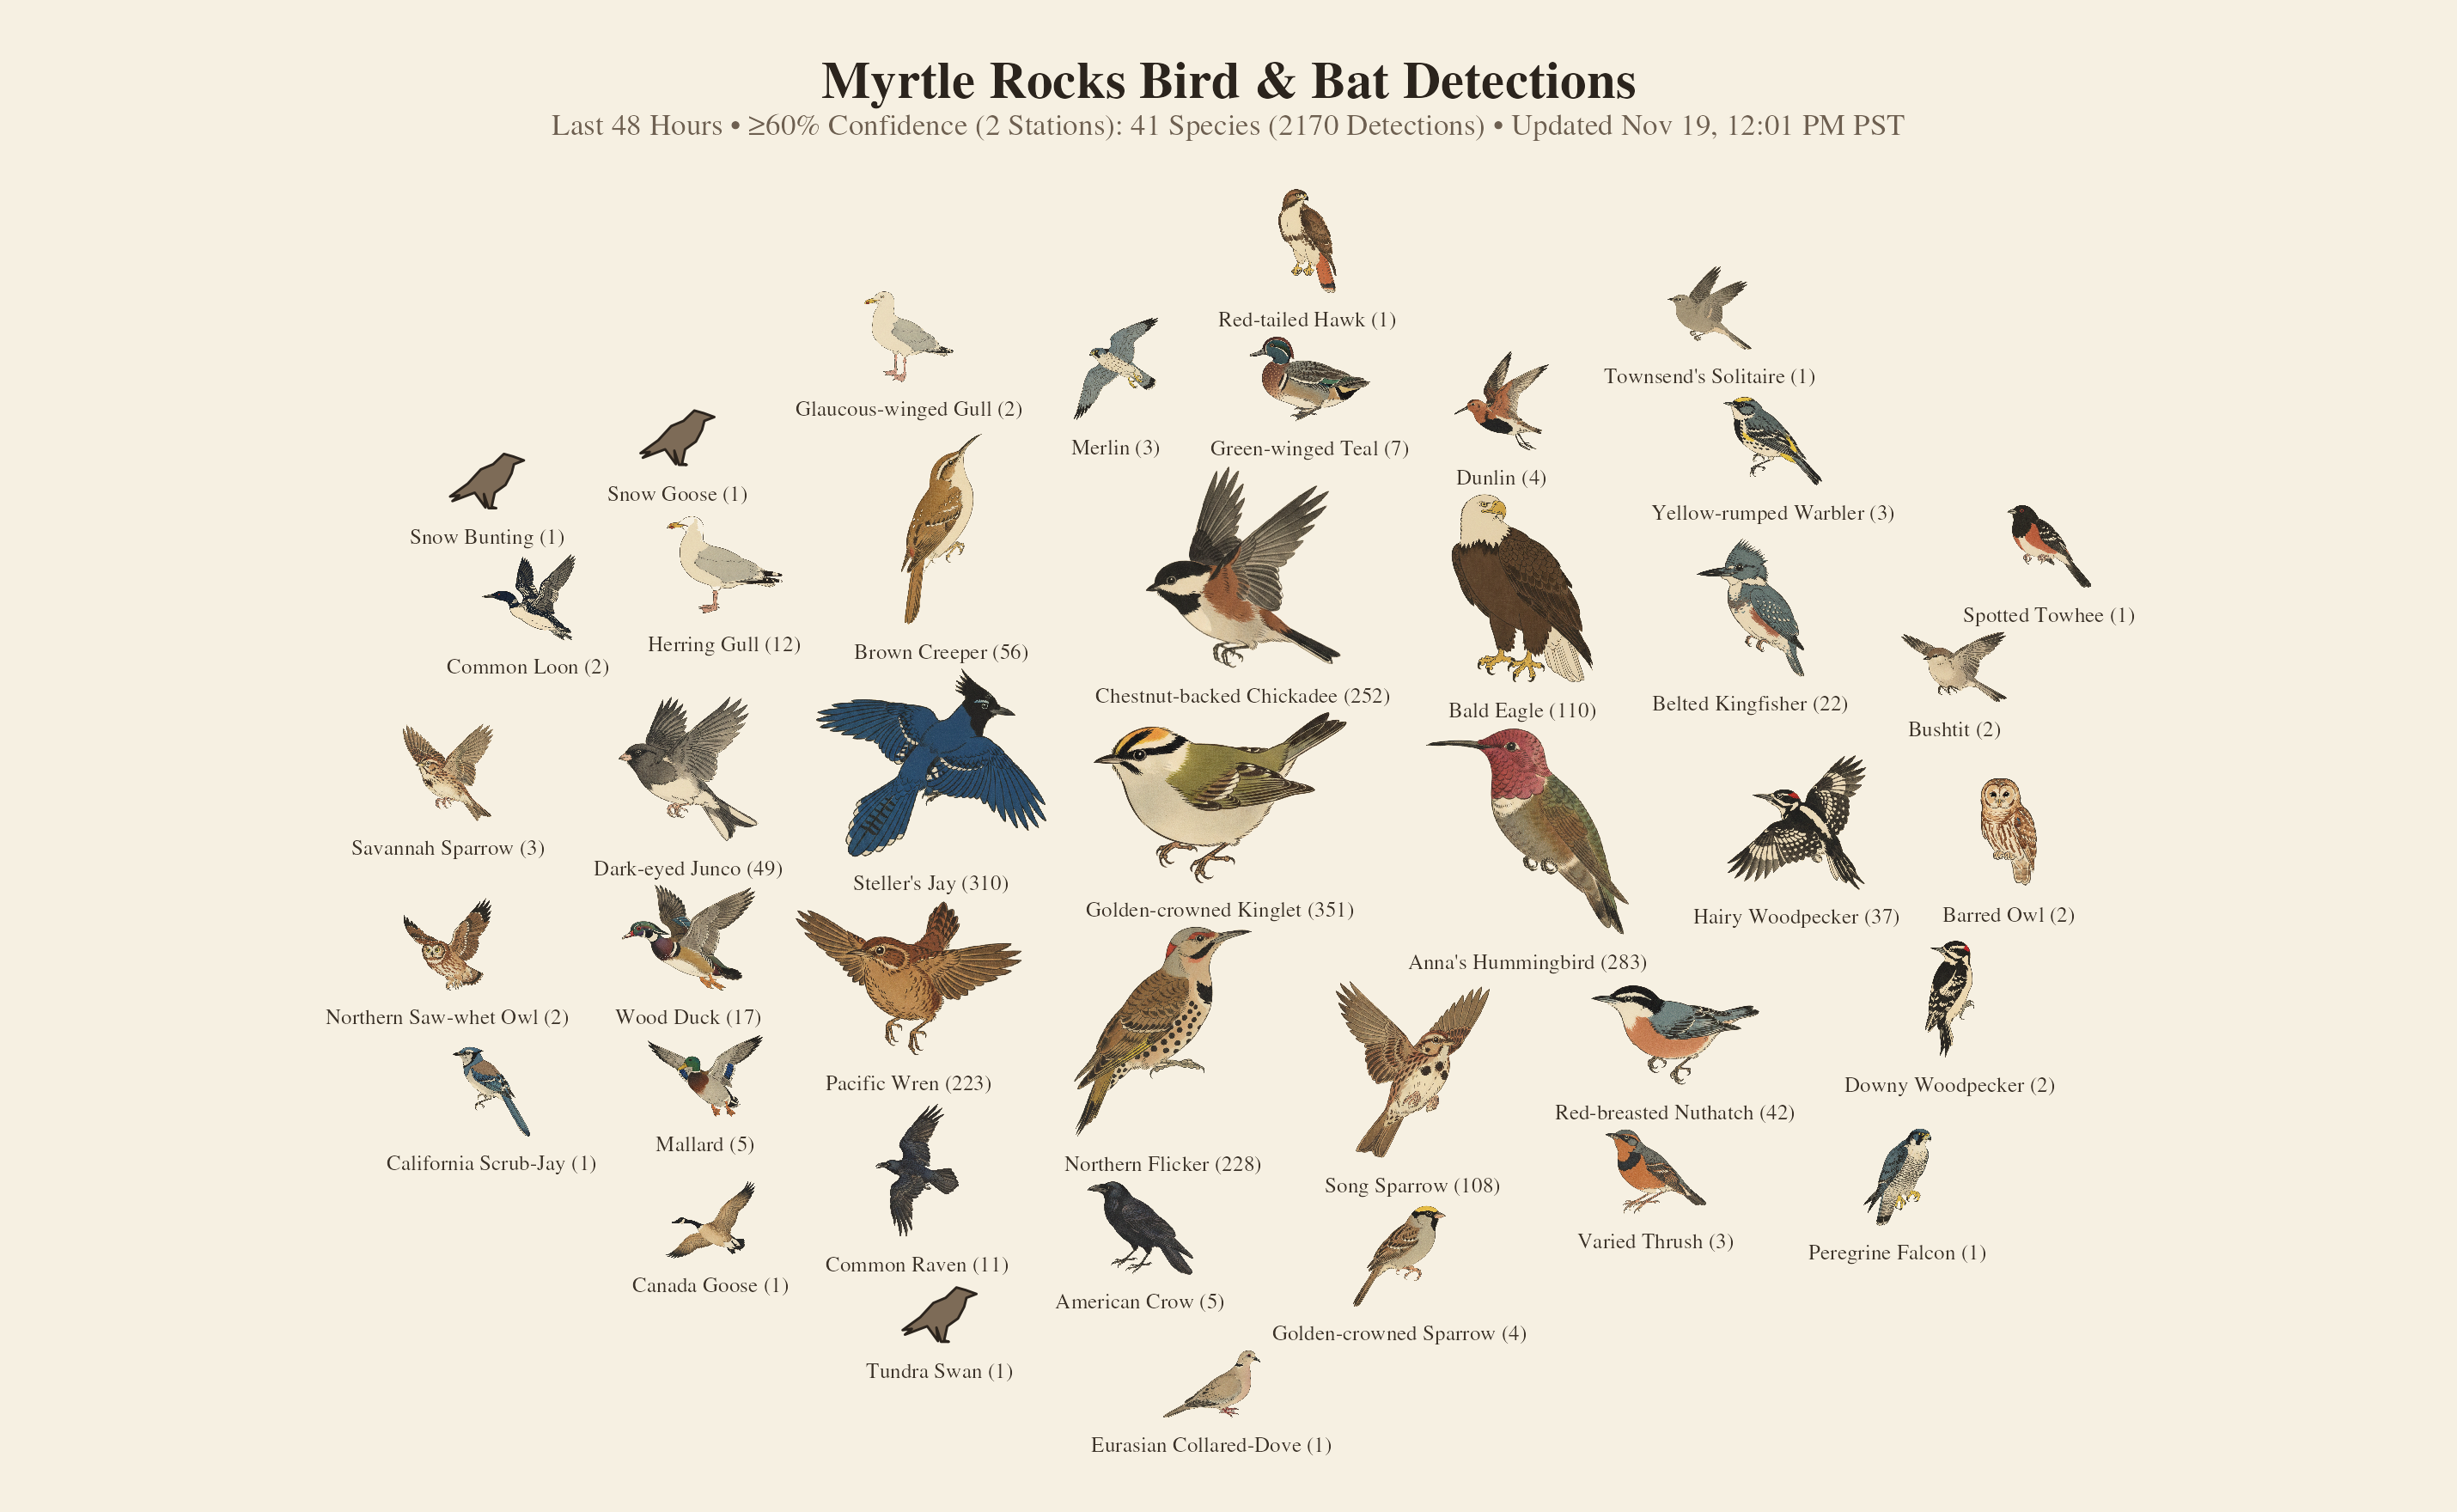 Myrtle Rocks Bird & Bat Detections
Last 48 Hours • ≥60% Confidence (2 Stations): 41 Species (2170 Detections) • Updated Nov 19, 12:01 PM PST
Red-tailed Hawk (1)
Townsend's Solitaire (1)
Glaucous-winged Gull (2)
Merlin (3)
Green-winged Teal (7)
Dunlin (4)
Snow Goose (1)
Yellow-rumped Warbler (3)
Snow Bunting (1)
Spotted Towhee (1)
Herring Gull (12)
Brown Creeper (56)
Common Loon (2)
Chestnut-backed Chickadee (252)
Belted Kingfisher (22)
Bald Eagle (110)
Bushtit (2)
Savannah Sparrow (3)
Dark-eyed Junco (49)
Steller's Jay (310)
Golden-crowned Kinglet (351)
Barred Owl (2)
Hairy Woodpecker (37)
Anna's Hummingbird (283)
Northern Saw-whet Owl (2)
Wood Duck (17)
Pacific Wren (223)
Downy Woodpecker (2)
Red-breasted Nuthatch (42)
Mallard (5)
California Scrub-Jay (1)
Northern Flicker (228)
Song Sparrow (108)
Varied Thrush (3)
Peregrine Falcon (1)
Common Raven (11)
Canada Goose (1)
American Crow (5)
Golden-crowned Sparrow (4)
Tundra Swan (1)
Eurasian Collared-Dove (1)